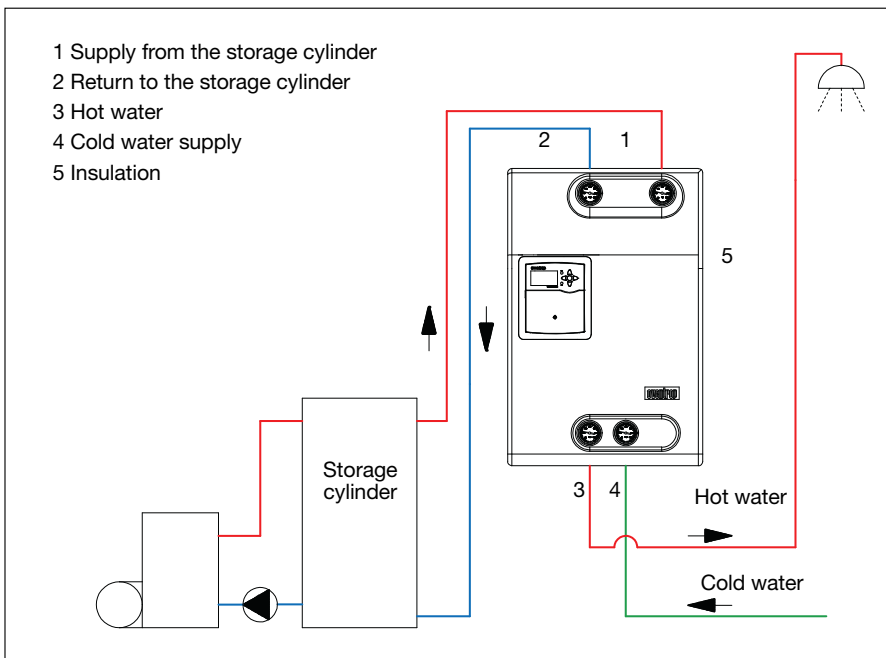 1 Supply from the storage cylinder
2 Return to the storage cylinder
3 Hot water
4 Cold water supply
5 Insulation
2
1
5
Storage
cylinder
3
4
Hot water
Cold water
oventrop